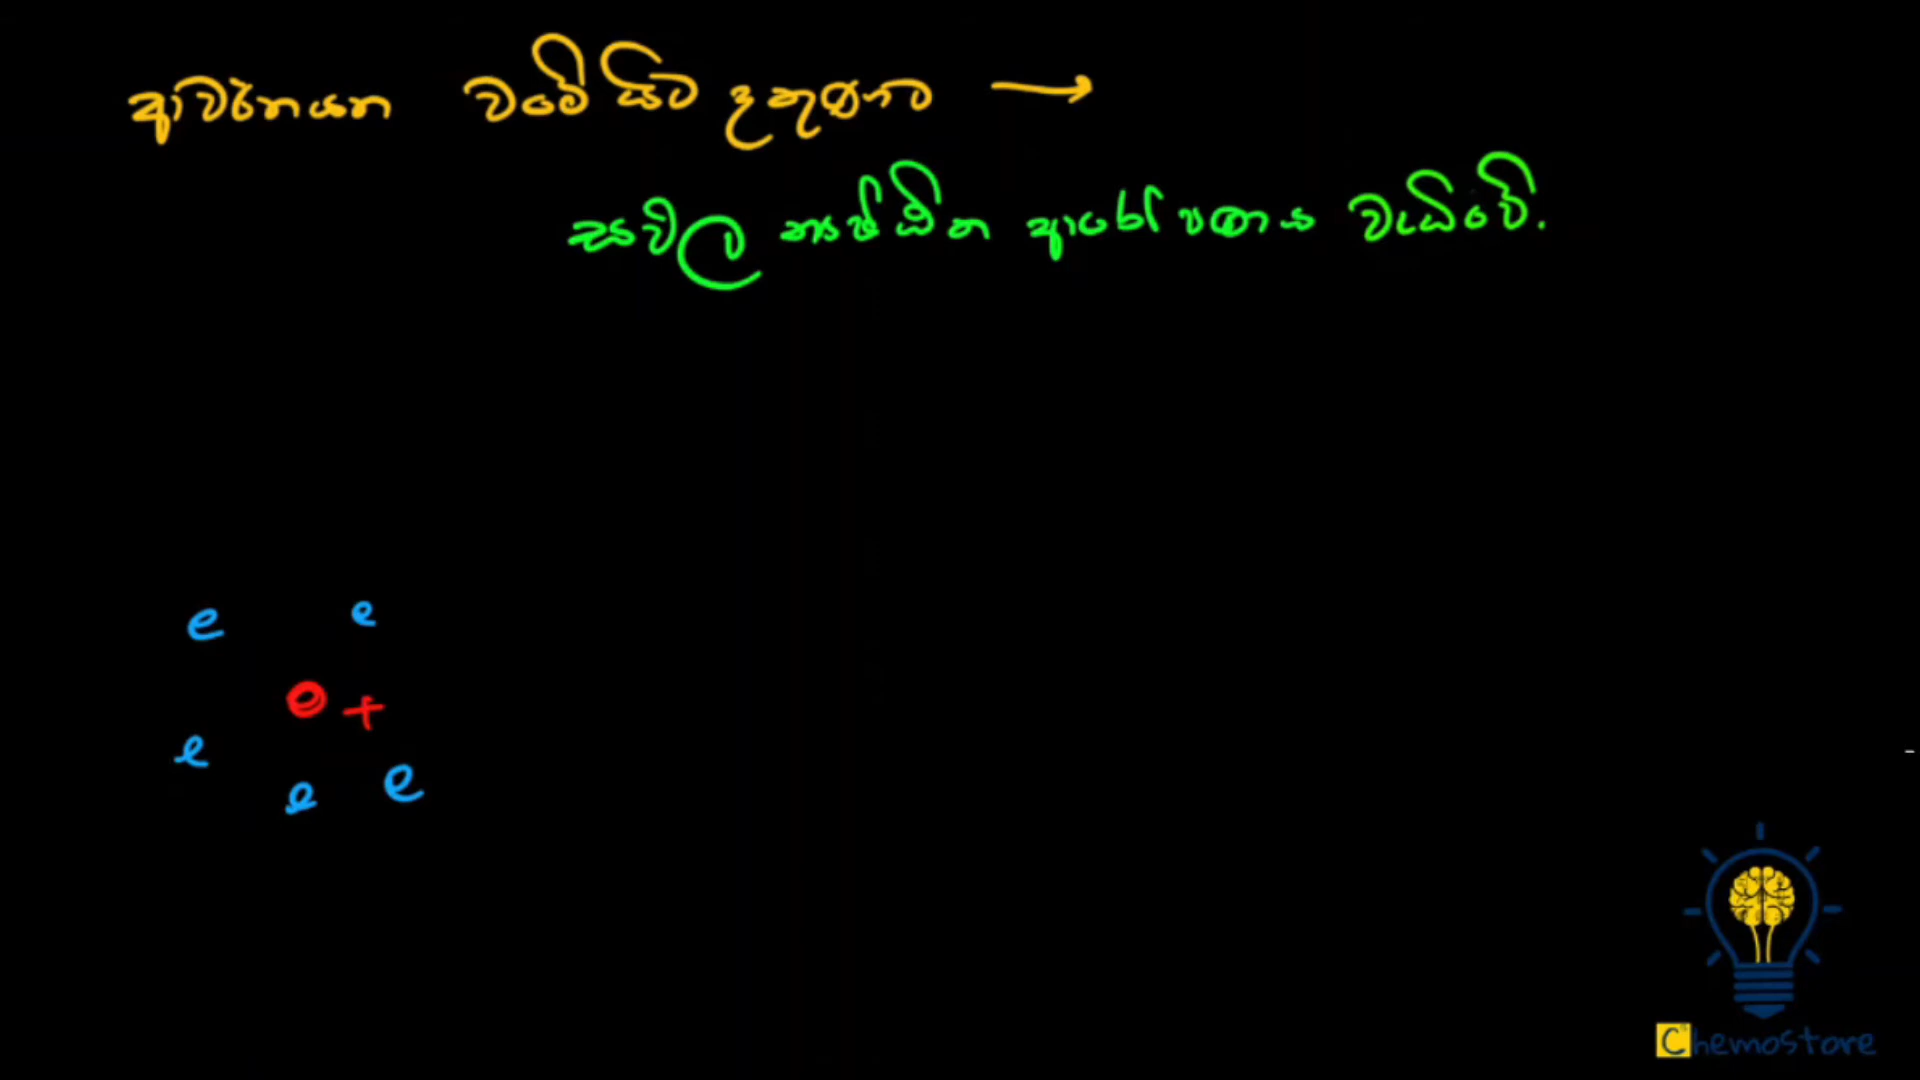 ආවර්තයක වමේ සිට දකුණට →
සඵල න්‍යෂ්ඨික ආරෝපණය වැඩිවේ.
e e
+
e
e e
Chemostore